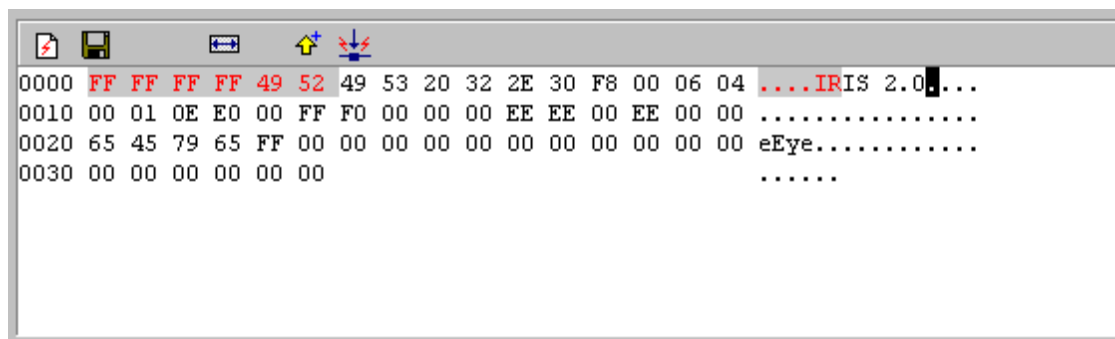 0000 FF FF FF FF 49 52 49 53 20 32 2E 30 F8 00 06 04 ....IRIS 2.0....
0010 00 01 0E E0 00 FF F0 00 00 00 EE EE 00 EE 00 00 ................
0020 65 45 79 65 FF 00 00 00 00 00 00 00 00 00 00 00 eEye............
0030 00 00 00 00 00 00 ......